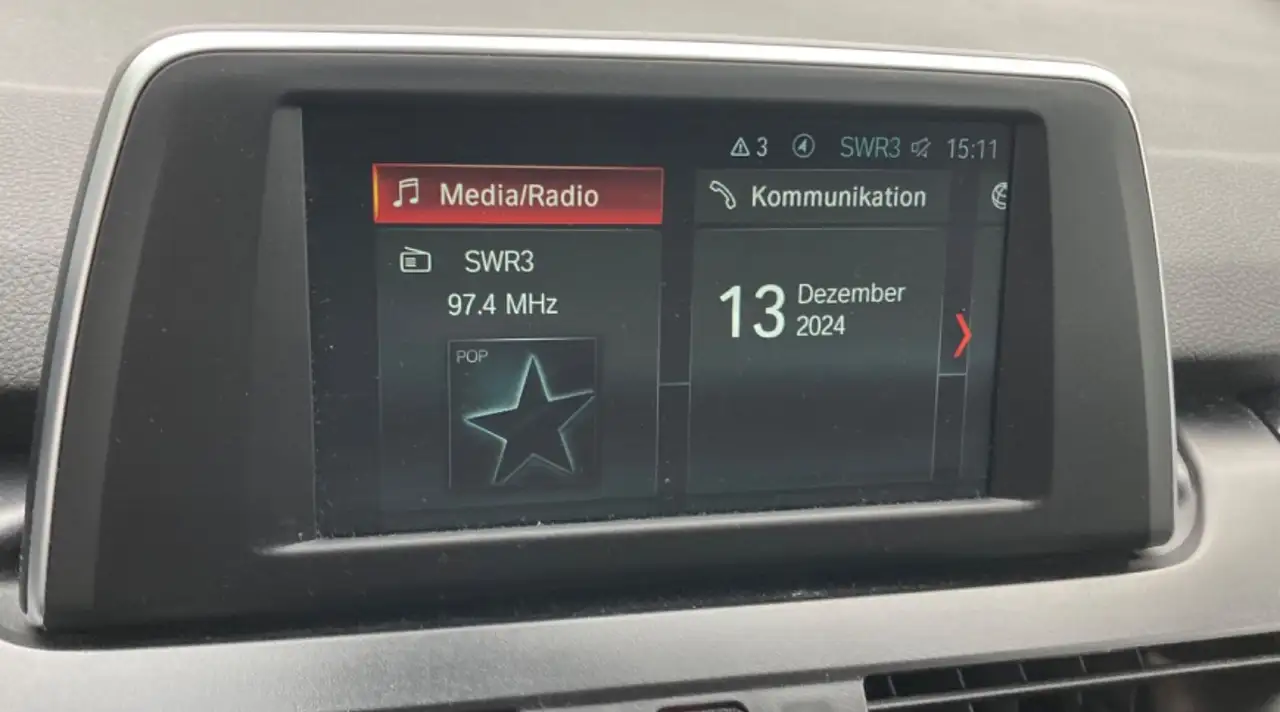 3 SWR3 15:11
Media/Radio
Kommunikation
SWR3
97.4 MHz
POP
13 Dezember
2024